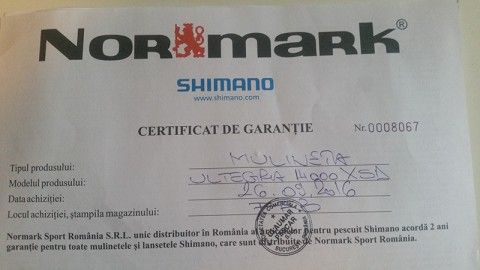 NORMARK®
SHIMANO
www.shimano.com
CERTIFICAT DE GARANȚIE Nr. 0008067
Tipul produsului: MULINETA
Modelul produsului: ULTEGRA 14000 XSD
Data achiziției: 26.09.2016
Locul achiziției, ștampila magazinului:
Normark Sport România S.R.L. unic distribuitor în România al pentru pescuit Shimano acordă 2 ani
garanție pentru toate mulinetele și lansetele Shimano, care sunt distribuite de Normark Sport România.